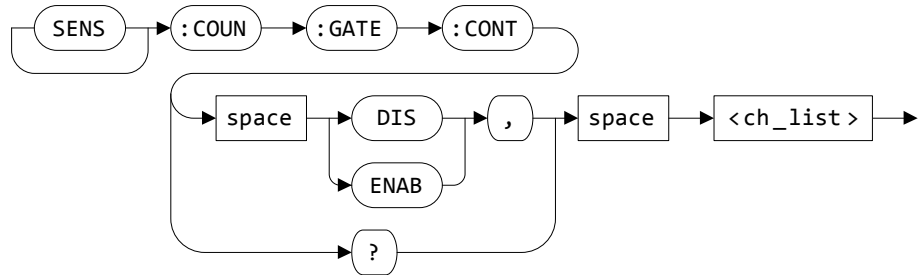 SENS :COUN :GATE :CONT
space DIS , space <ch_list>
ENAB
?